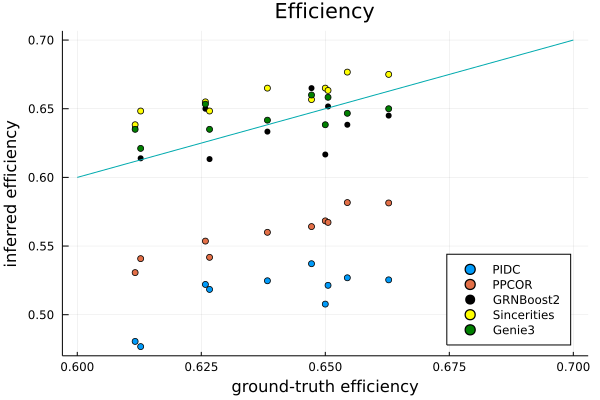 Efficiency
inferred efficiency
0.70
0.65
0.60
0.55
0.50
PIDC
PPCOR
GRNBoost2
Sincerities
Genie3
0.600 0.625 0.650 0.675 0.700
ground-truth efficiency